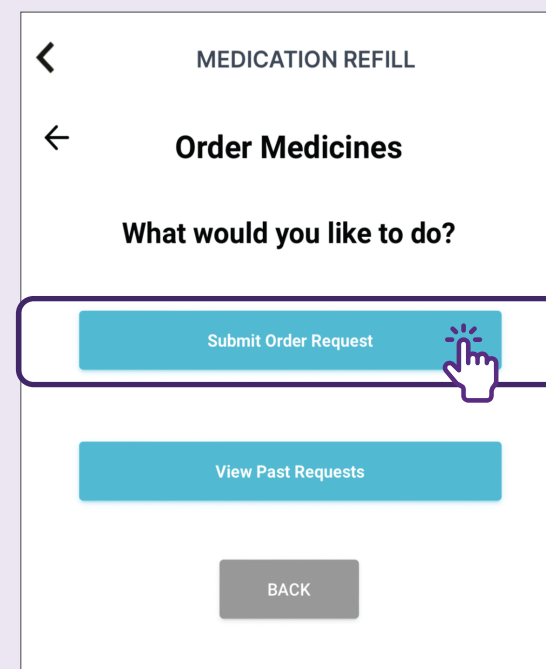 MEDICATION REFILL
Order Medicines
What would you like to do?
Submit Order Request
View Past Requests
BACK